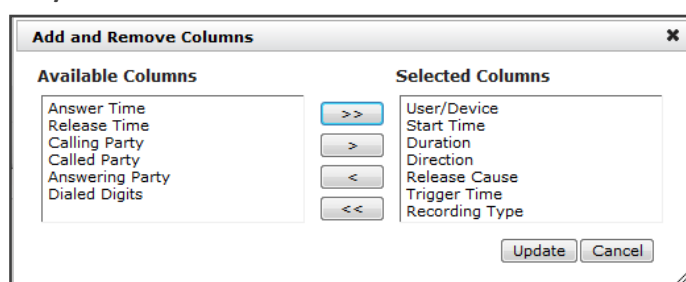 Add and Remove Columns
Available Columns
Answer Time
Release Time
Calling Party
Called Party
Answering Party
Dialed Digits
>>
>
<
<<
Selected Columns
User/Device
Start Time
Duration
Direction
Release Cause
Trigger Time
Recording Type
Update Cancel